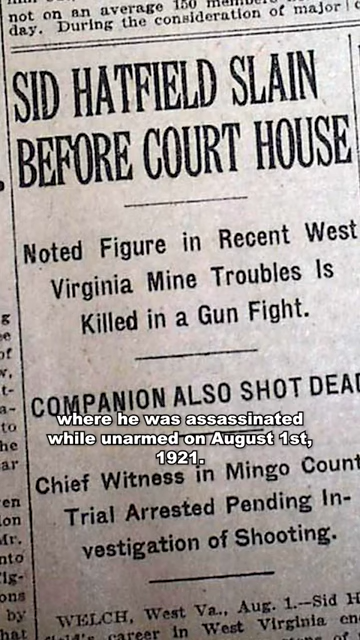 not on an average 150
day. During the consideration of major
SID HATFIELD SLAIN
BEFORE COURT HOUSE
Noted Figure in Recent West
Virginia Mine Troubles Is
Killed in a Gun Fight.
COMPANION ALSO SHOT DEAD
where he was assassinated
while unarmed on August 1st,
1921.
Chief Witness in Mingo Count
Trial Arrested Pending In-
vestigation of Shooting.
WELCH, West Va., Aug. 1.—Sid H
career in West Virginia en